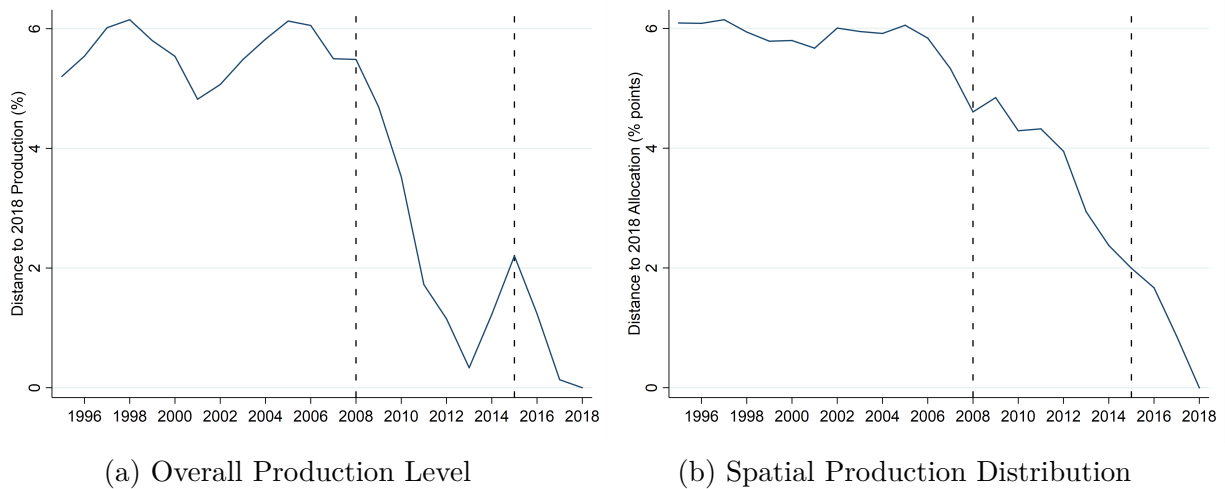 Distance to 2018 Production (%)
6
4
2
0
1996 1998 2000 2002 2004 2006 2008 2010 2012 2014 2016 2018
(a) Overall Production Level
Distance to 2018 Allocation (% points)
6
4
2
0
1996 1998 2000 2002 2004 2006 2008 2010 2012 2014 2016 2018
(b) Spatial Production Distribution